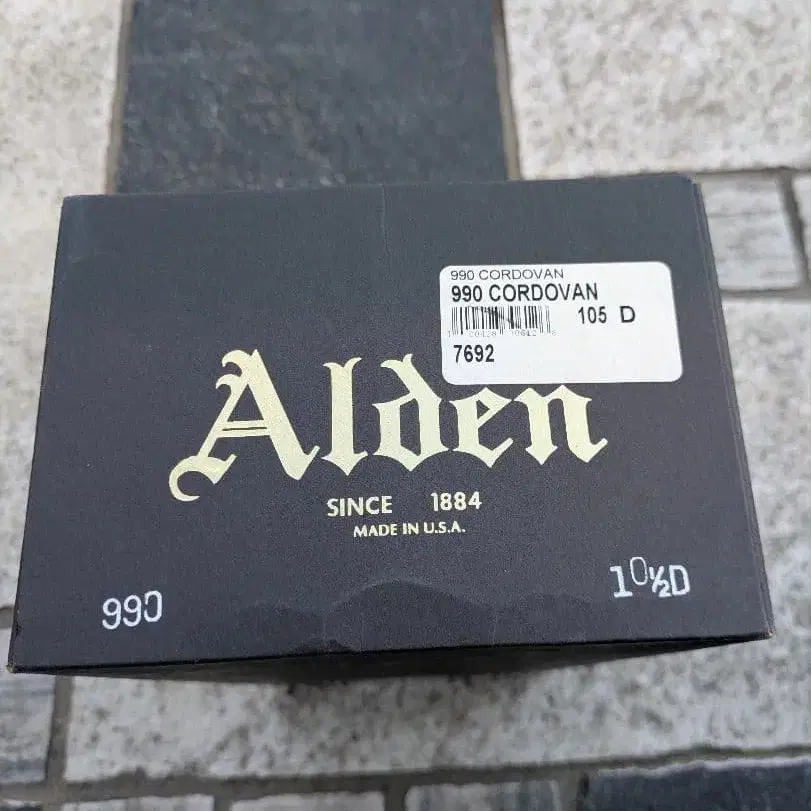 990 CORDOVAN
990 CORDOVAN
105 D
7692
Alden
SINCE 1884
MADE IN U.S.A.
990
10½D